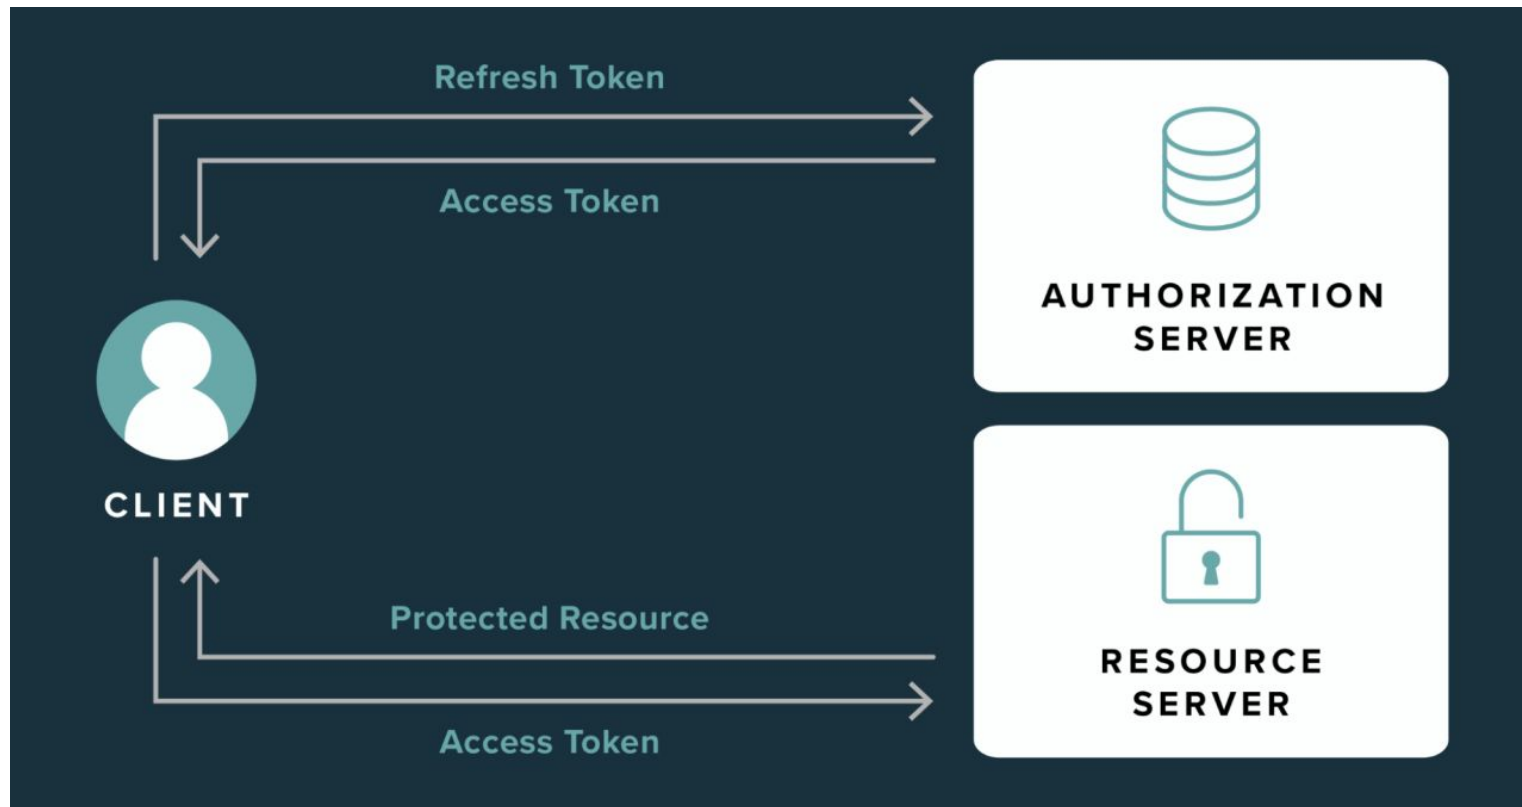 Refresh Token
Access Token
AUTHORIZATION
SERVER
CLIENT
Protected Resource
Access Token
RESOURCE
SERVER